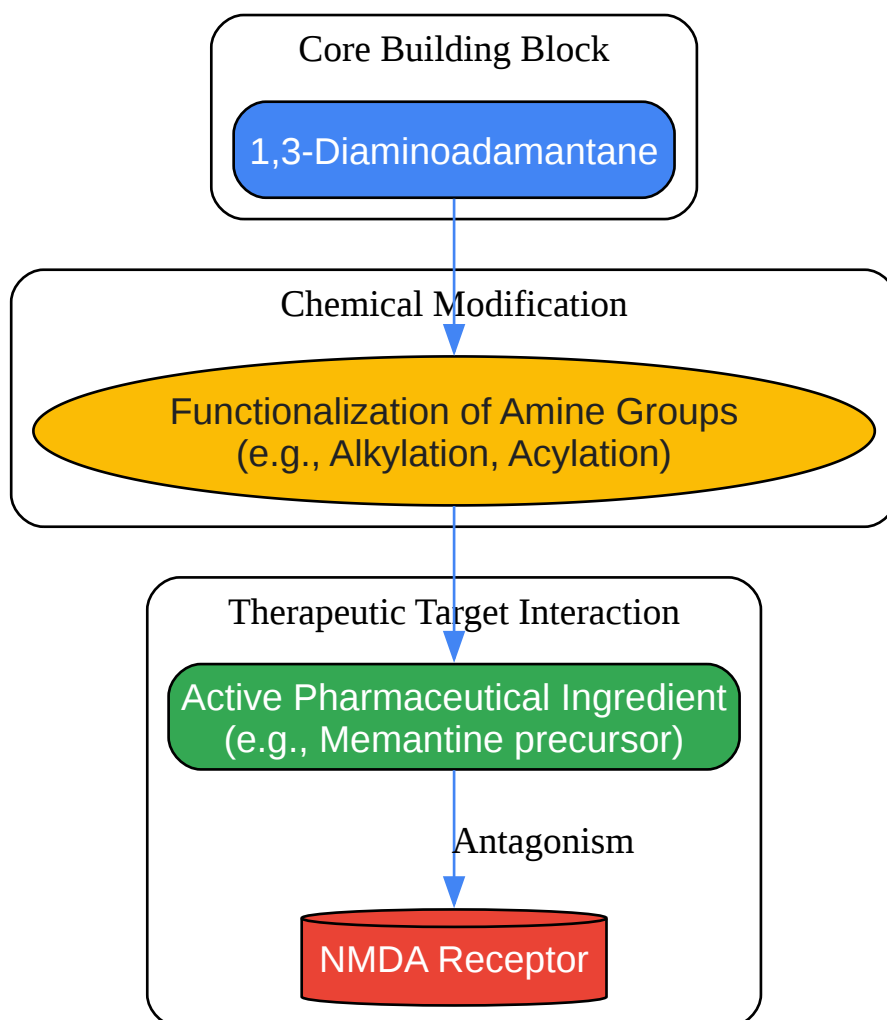 Core Building Block
1,3-Diaminoadamantane
Chemical Modification
Functionalization of Amine Groups
(e.g., Alkylation, Acylation)
Therapeutic Target Interaction
Active Pharmaceutical Ingredient
(e.g., Memantine precursor)
Antagonism
NMDA Receptor